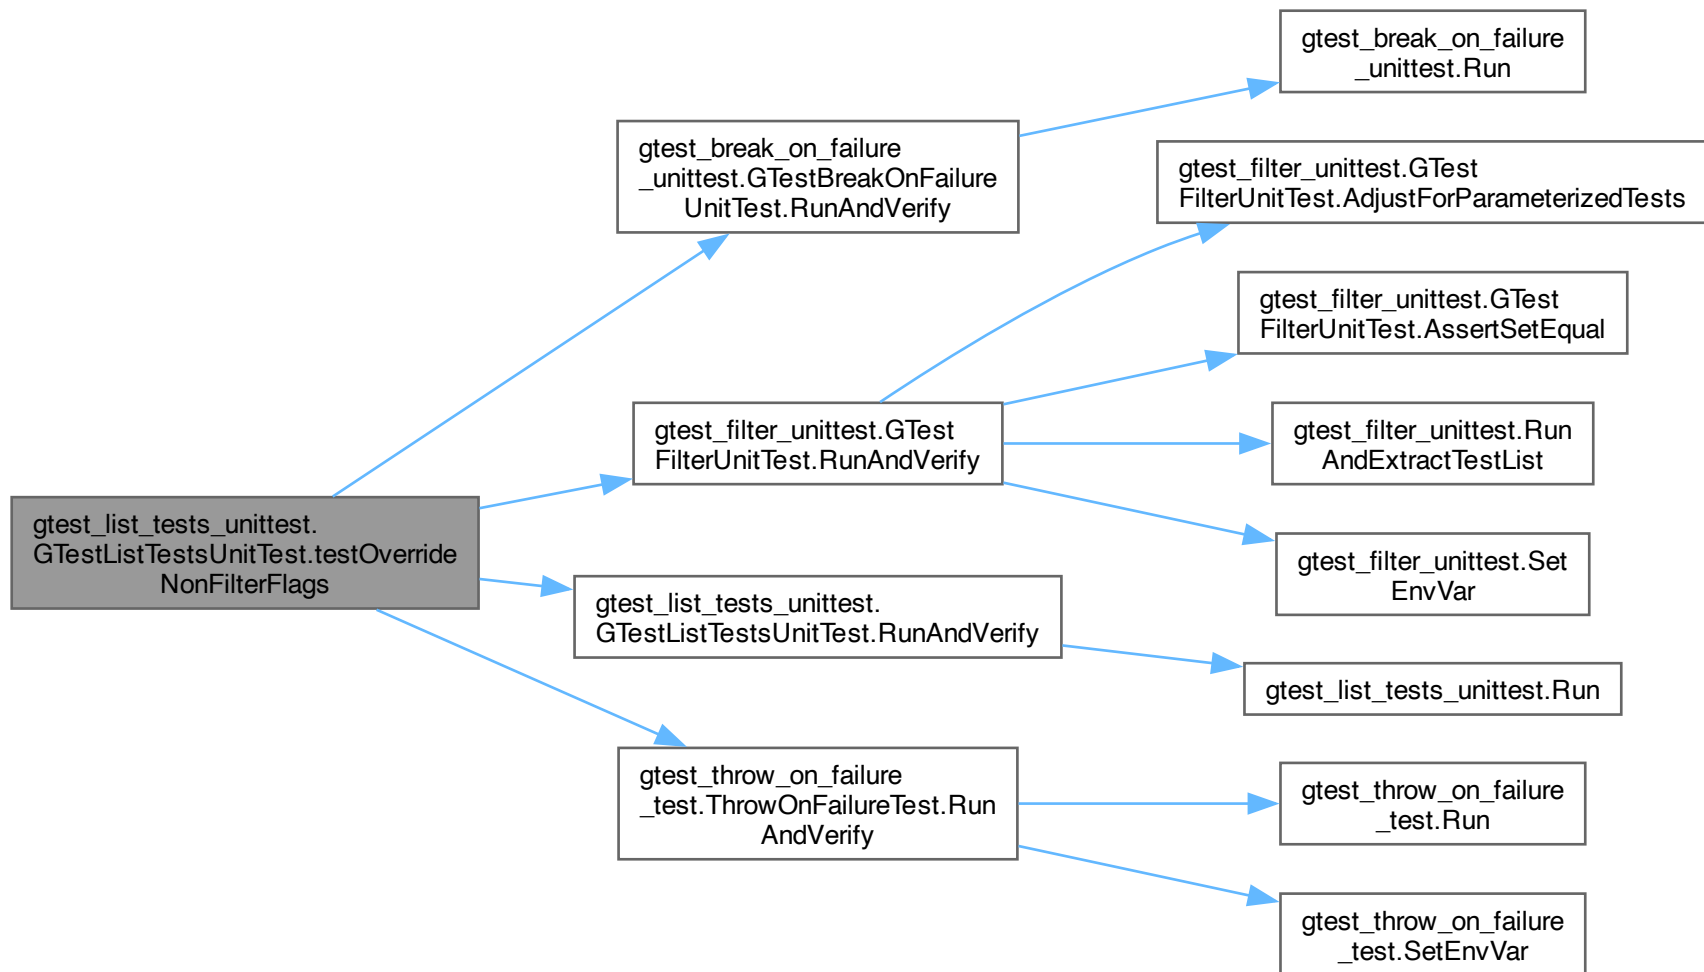 gtest_break_on_failure
_unittest.Run
gtest_break_on_failure
_unittest.GTestBreakOnFailure
UnitTest.RunAndVerify
gtest_filter_unittest.GTest
FilterUnitTest.AdjustForParameterizedTests
gtest_filter_unittest.GTest
FilterUnitTest.AssertSetEqual
gtest_filter_unittest.GTest
FilterUnitTest.RunAndVerify
gtest_filter_unittest.Run
AndExtractTestList
gtest_list_tests_unittest.
GTestListTestsUnitTest.testOverride
NonFilterFlags
gtest_filter_unittest.Set
EnvVar
gtest_list_tests_unittest.
GTestListTestsUnitTest.RunAndVerify
gtest_list_tests_unittest.Run
gtest_throw_on_failure
_test.ThrowOnFailureTest.Run
AndVerify
gtest_throw_on_failure
_test.Run
gtest_throw_on_failure
_test.SetEnvVar